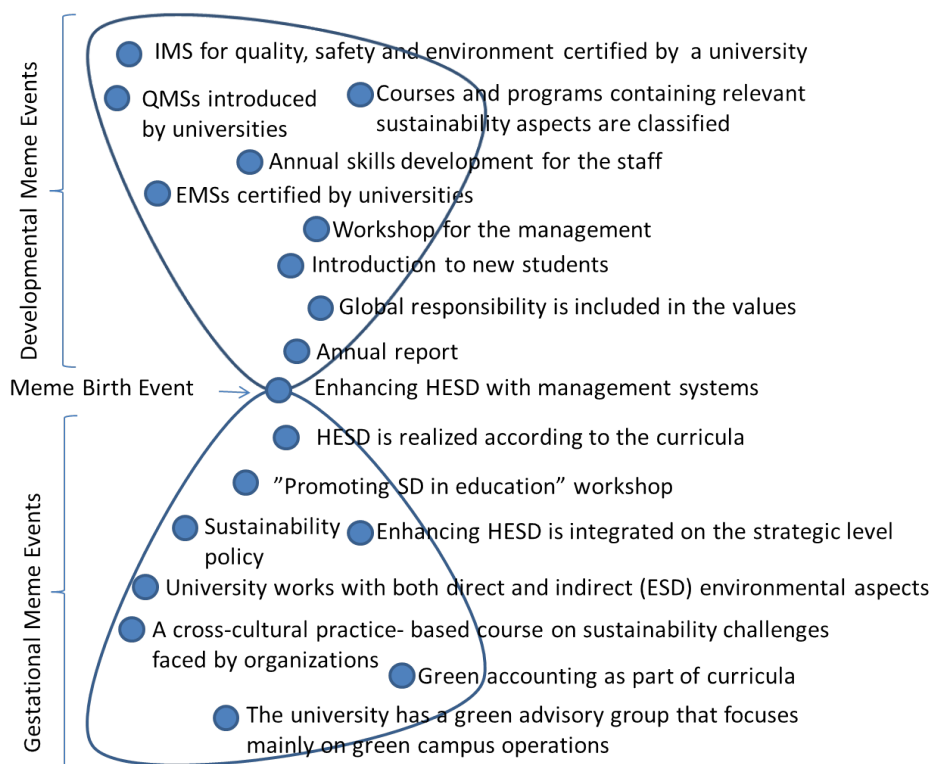 Developmental Meme Events
IMS for quality, safety and environment certified by a university
QMSs introduced
by universities
Courses and programs containing relevant
sustainability aspects are classified
Annual skills development for the staff
EMSs certified by universities
Workshop for the management
Introduction to new students
Global responsibility is included in the values
Annual report
Meme Birth Event
Enhancing HESD with management systems
Gestational Meme Events
HESD is realized according to the curricula
”Promoting SD in education” workshop
Sustainability
policy
Enhancing HESD is integrated on the strategic level
University works with both direct and indirect (ESD) environmental aspects
A cross-cultural practice- based course on sustainability challenges
faced by organizations
Green accounting as part of curricula
The university has a green advisory group that focuses
mainly on green campus operations